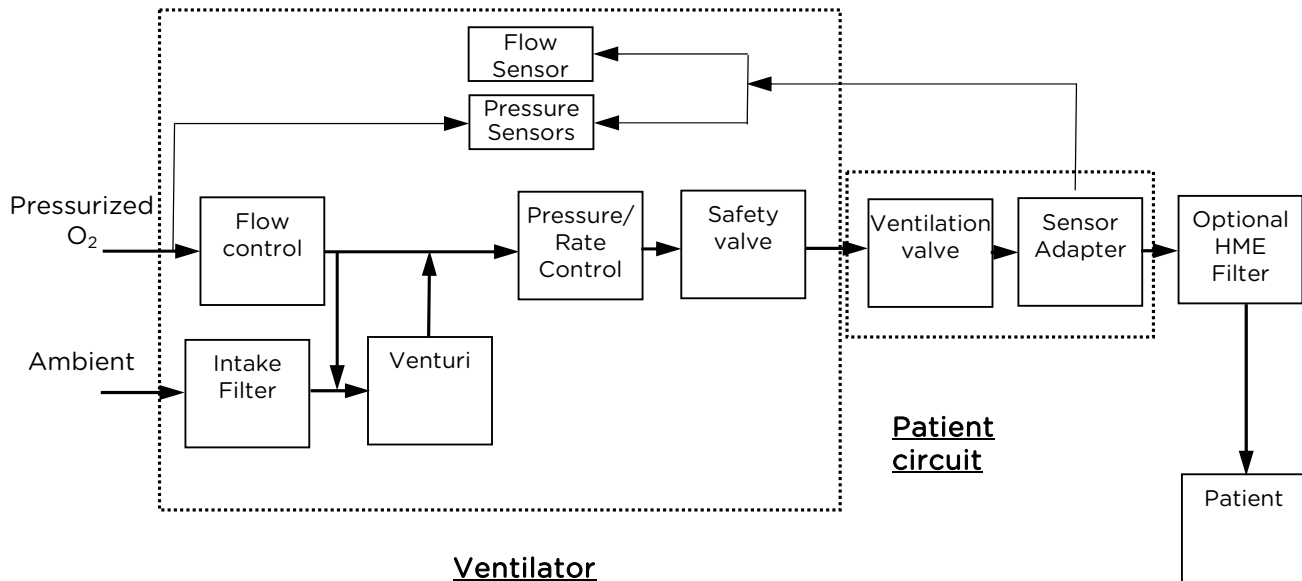 Flow
Sensor
Pressure
Sensors
Pressurized
O₂
Flow
control
Pressure/
Rate
Control
Safety
valve
Ventilation
valve
Sensor
Adapter
Optional
HME
Filter
Ambient
Intake
Filter
Venturi
Patient
circuit
Patient
Ventilator